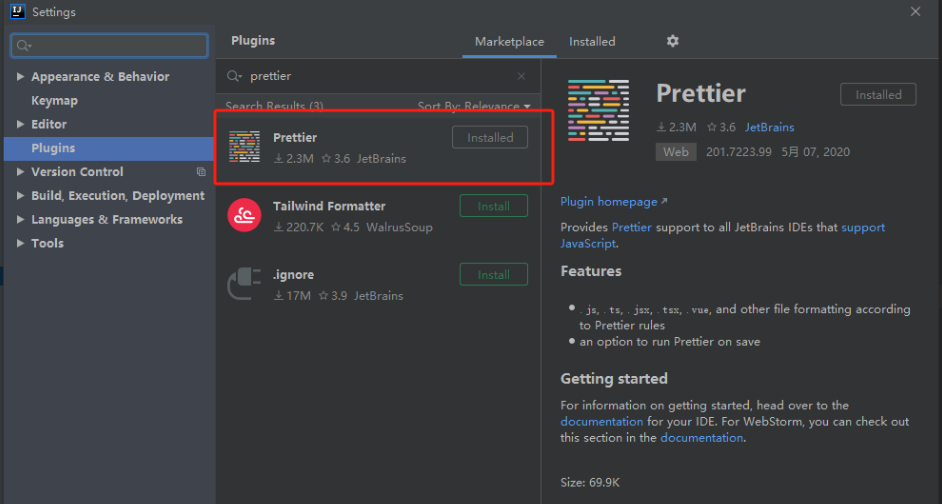 Settings
Plugins
Marketplace
Installed
Appearance & Behavior
Keymap
Editor
Plugins
Version Control
Build, Execution, Deployment
Languages & Frameworks
Tools
prettier
Search Results (3)
Sort By: Relevance
Prettier
Installed
2.3M 3.6 JetBrains
Tailwind Formatter
Install
220.7K 4.5 WalrusSoup
.ignore
Install
17M 3.9 JetBrains
Prettier
Installed
2.3M 3.6 JetBrains
Web 201.7223.99 5月 07, 2020
Plugin homepage
Provides Prettier support to all JetBrains IDEs that support
JavaScript.
Features
.js, .ts, .jsx, .tsx, .vue, and other file formatting according
to Prettier rules
an option to run Prettier on save
Getting started
For information on getting started, head over to the
documentation for your IDE. For WebStorm, you can check out
this section in the documentation.
Size: 69.9K